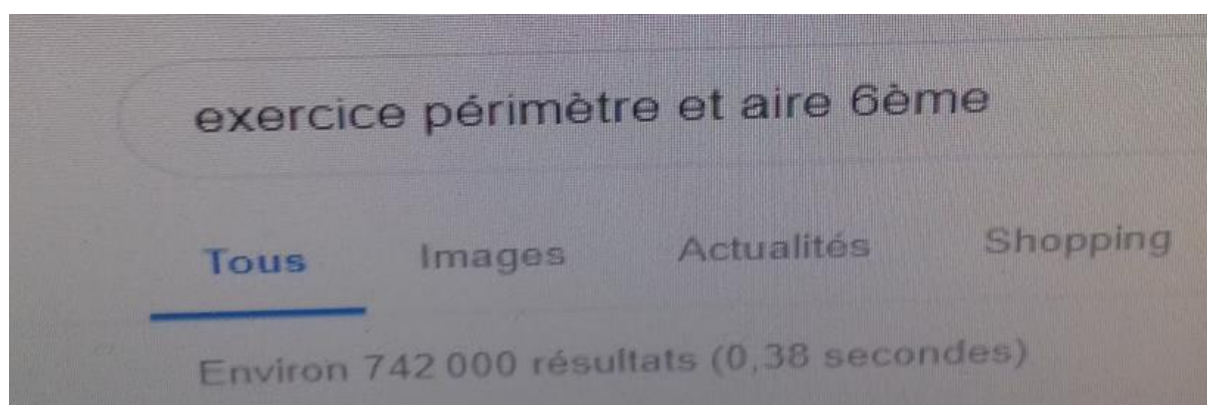 exercice périmètre et aire 6ème
Tous Images Actualités Shopping
Environ 742 000 résultats (0,38 secondes)